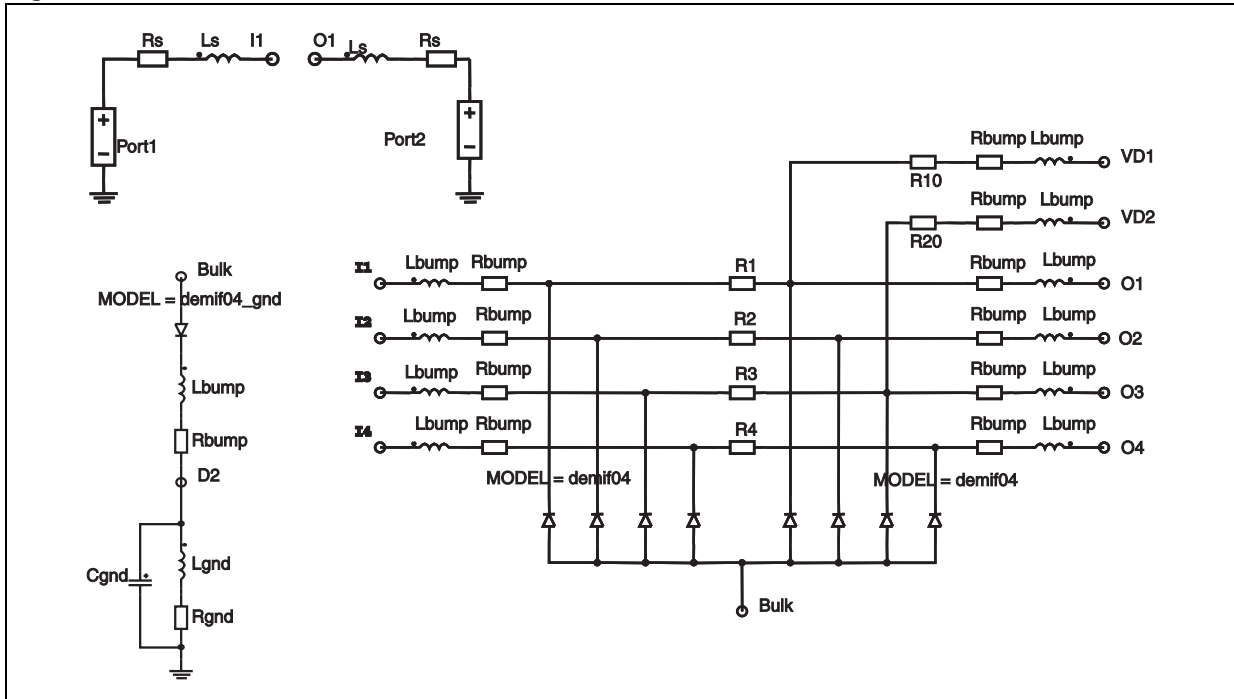 Rs Ls I1 O1 Ls Rs
+ +
Port1 Port2
- -
Rbump Lbump VD1
R10
Rbump Lbump VD2
R20
I1 Lbump Rbump R1 Rbump Lbump O1
I2 Lbump Rbump R2 Rbump Lbump O2
I3 Lbump Rbump R3 Rbump Lbump O3
I4 Lbump Rbump R4 Rbump Lbump O4
MODEL = demif04 MODEL = demif04
Bulk
Bulk
MODEL = demif04_gnd
Lbump
Rbump
D2
Cgnd + Lgnd
Rgnd